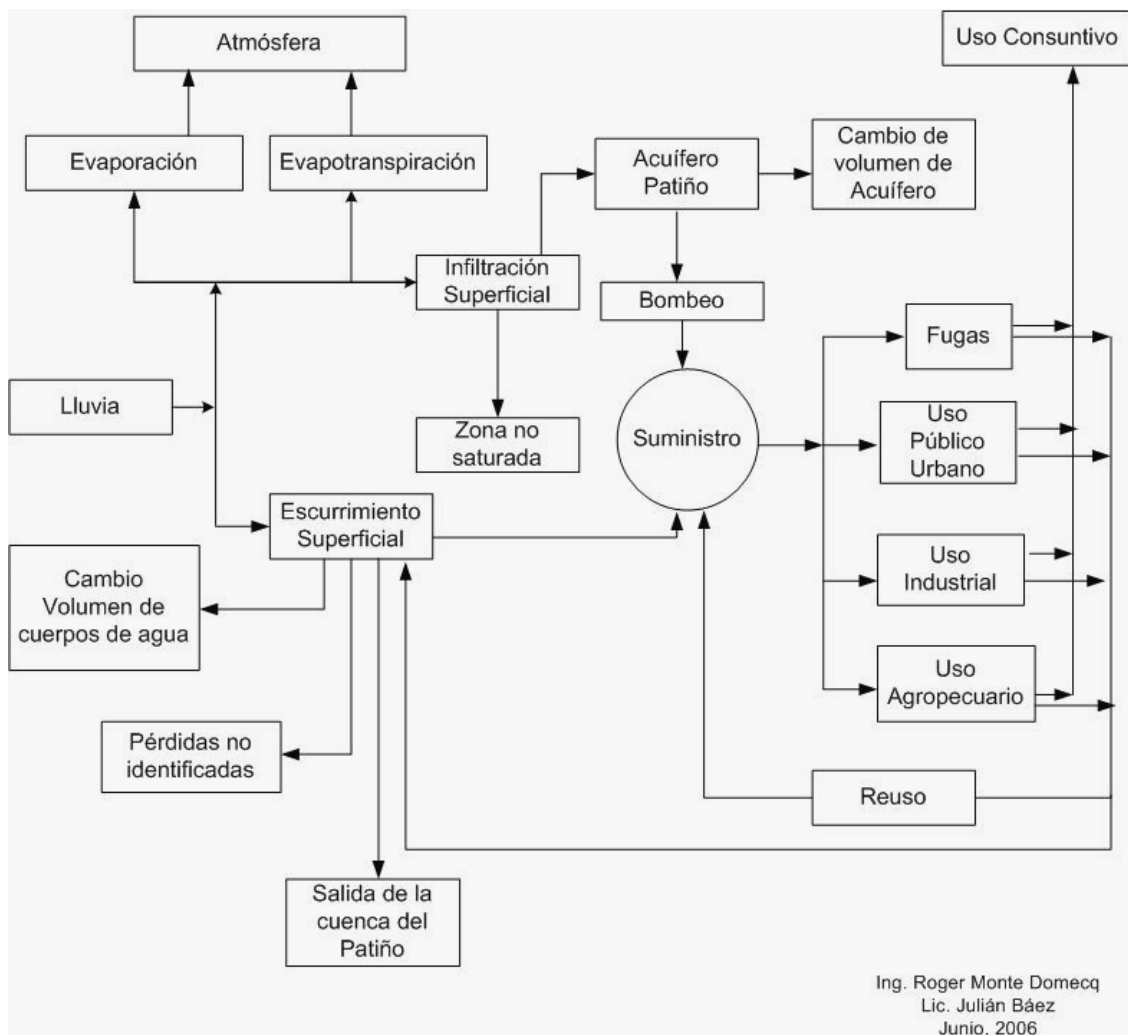 Atmósfera
Uso Consuntivo
Evaporación
Evapotranspiración
Acuífero
Patiño
Cambio de
volumen de
Acuífero
Infiltración
Superficial
Bombeo
Fugas
Lluvia
Zona no
saturada
Suministro
Uso
Público
Urbano
Escurrimiento
Superficial
Cambio
Volumen de
cuerpos de agua
Uso
Industrial
Uso
Agropecuario
Pérdidas no
identificadas
Reuso
Salida de la
cuenca del
Patiño
Ing. Roger Monte Domecq
Lic. Julián Báez
Junio, 2006